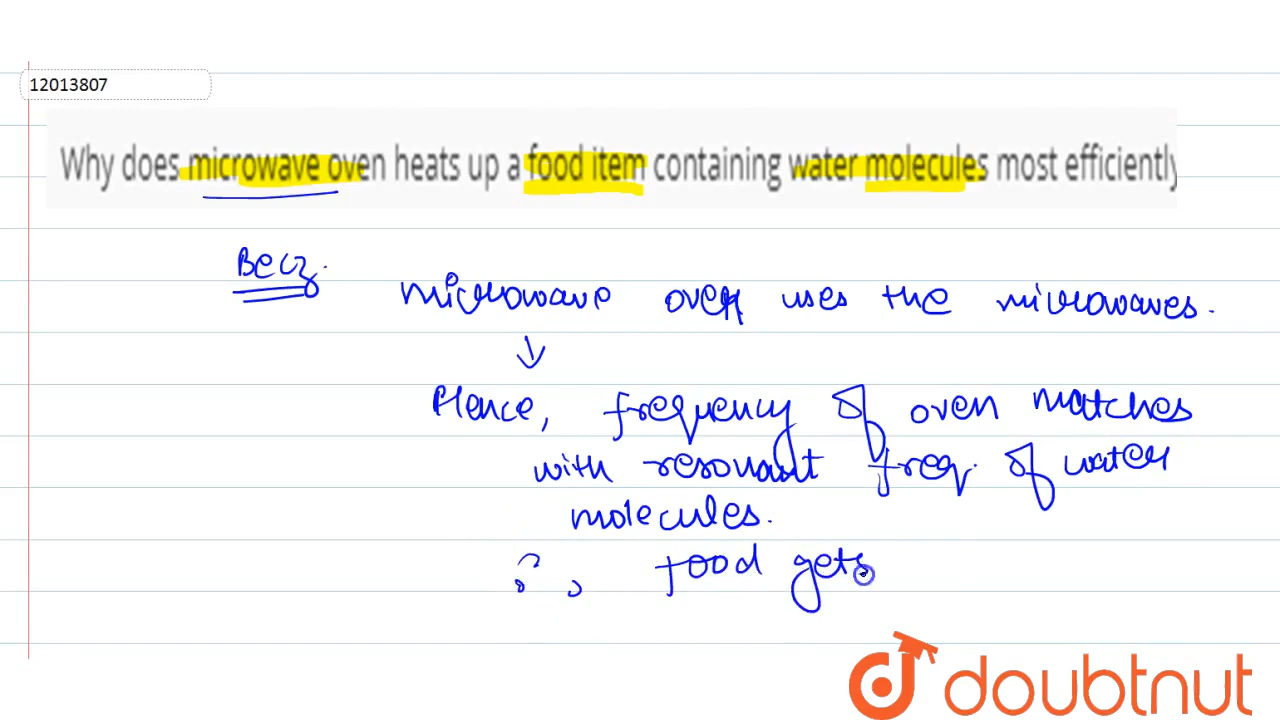 12013807
Why does microwave oven heats up a food item containing water molecules most efficiently
Becz.
microwave oven uses the microwaves.
↓
Hence, frequency of oven matches
with resonant freq. of water
molecules.
∴, food gets
doubtnut